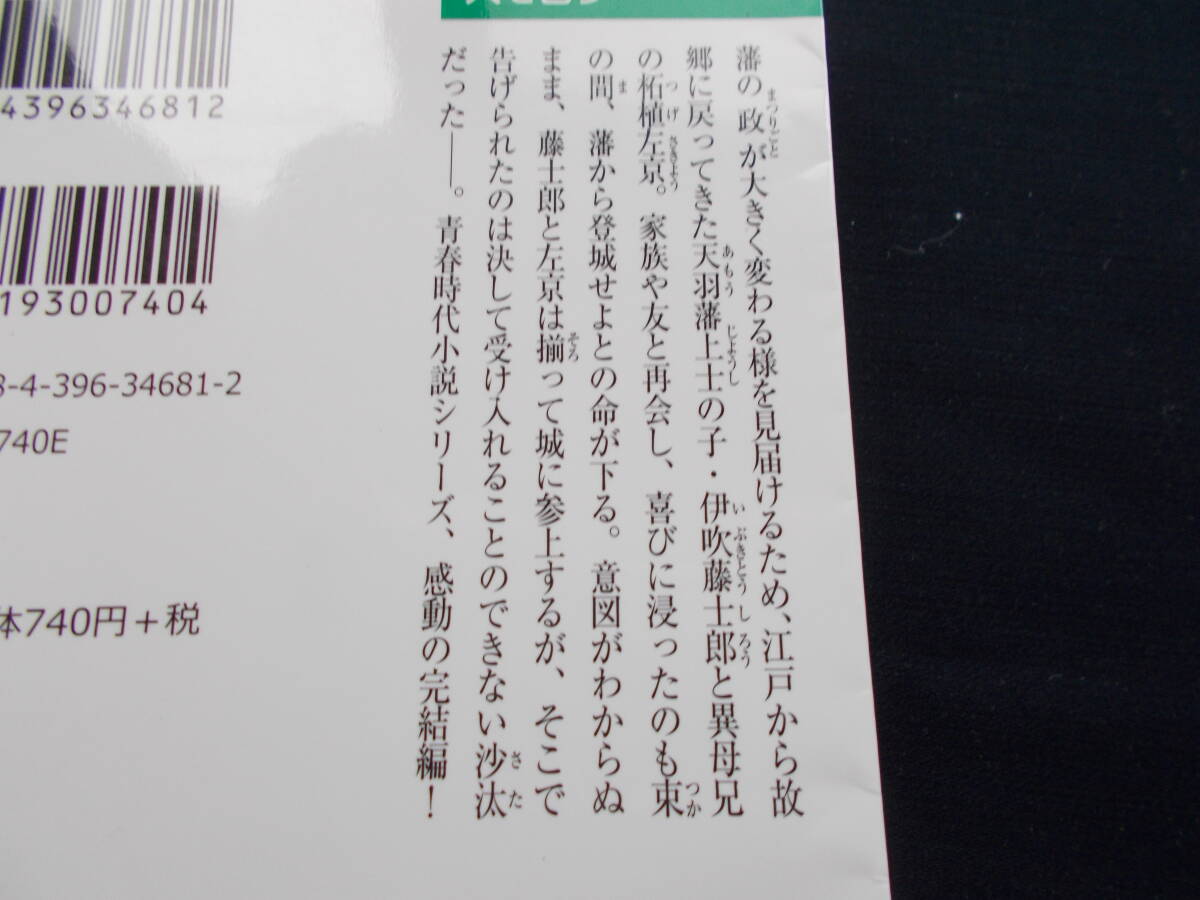 藩の政が大きく変わる様を見届けるため、江戸から故
郷に戻ってきた天羽藩上士の子・伊吹藤士郎と異母兄
の柘植左京。家族や友と再会し、喜びに浸ったのも束
の間、藩から登城せよとの命が下る。意図がわからぬ
まま、藤士郎と左京は揃って城に参上するが、そこで
告げられたのは決して受け入れることのできない沙汰
だった――。青春時代小説シリーズ、感動の完結編！
4396346812
193007404
8-4-396-34681-2
740E
体740円＋税